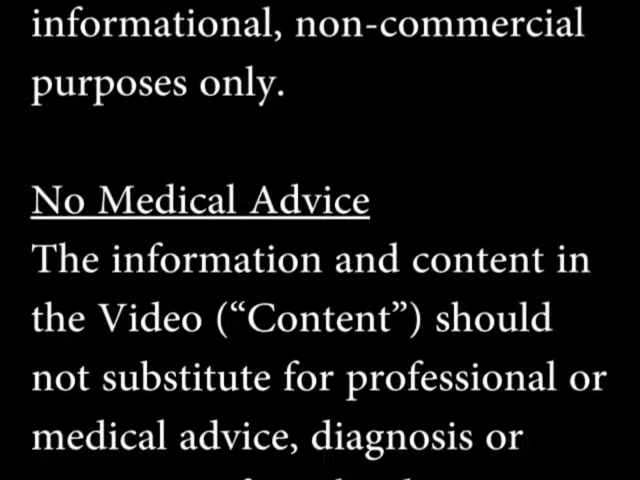 informational, non-commercial
purposes only.
No Medical Advice
The information and content in
the Video (“Content”) should
not substitute for professional or
medical advice, diagnosis or